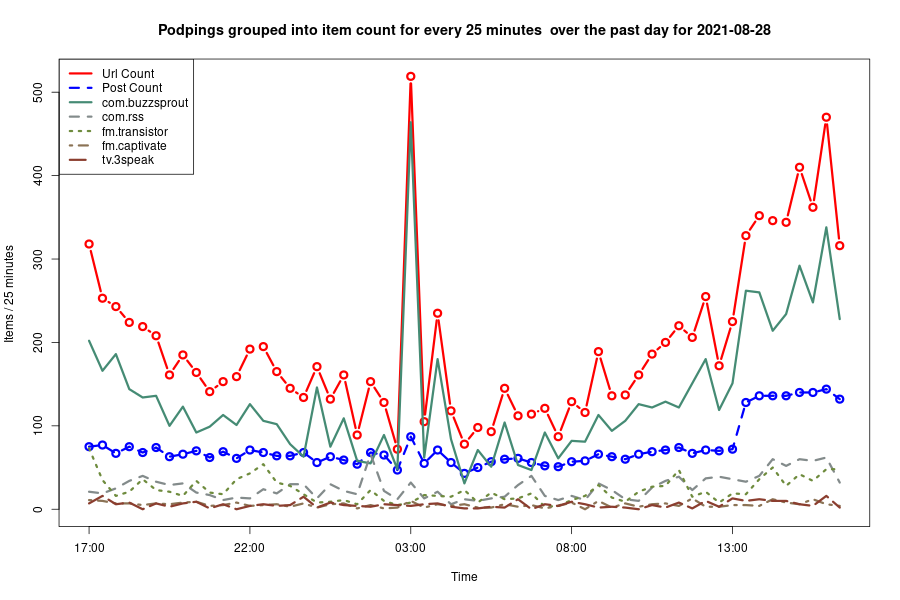 Podpings grouped into item count for every 25 minutes  over the past day for 2021-08-28
Url Count
Post Count
com.buzzsprout
com.rss
fm.transistor
fm.captivate
tv.3speak
Items / 25 minutes
500
400
300
200
100
0
17:00 22:00 03:00 08:00 13:00
Time